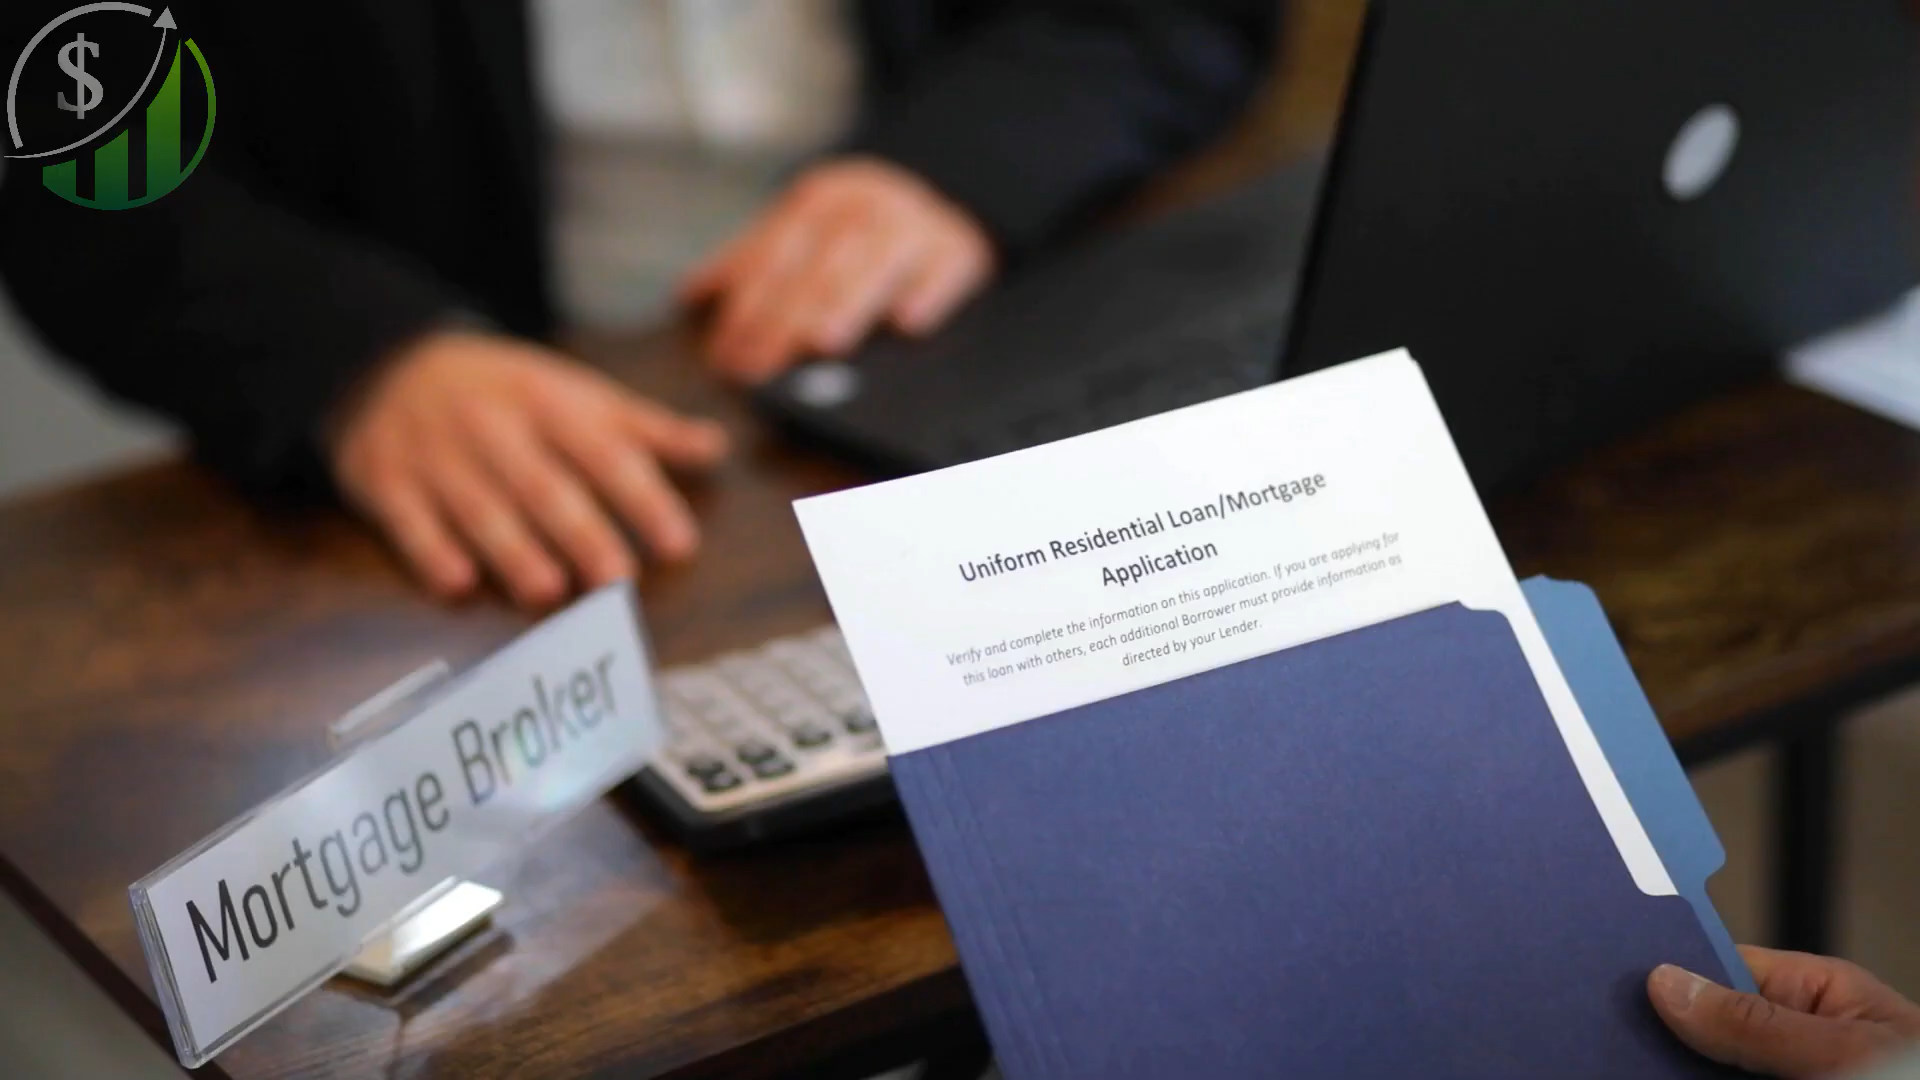 $
Uniform Residential Loan/Mortgage
Application
Verify and complete the information on this application. If you are applying for
this loan with others, each additional Borrower must provide information as
directed by your Lender.
Mortgage Broker